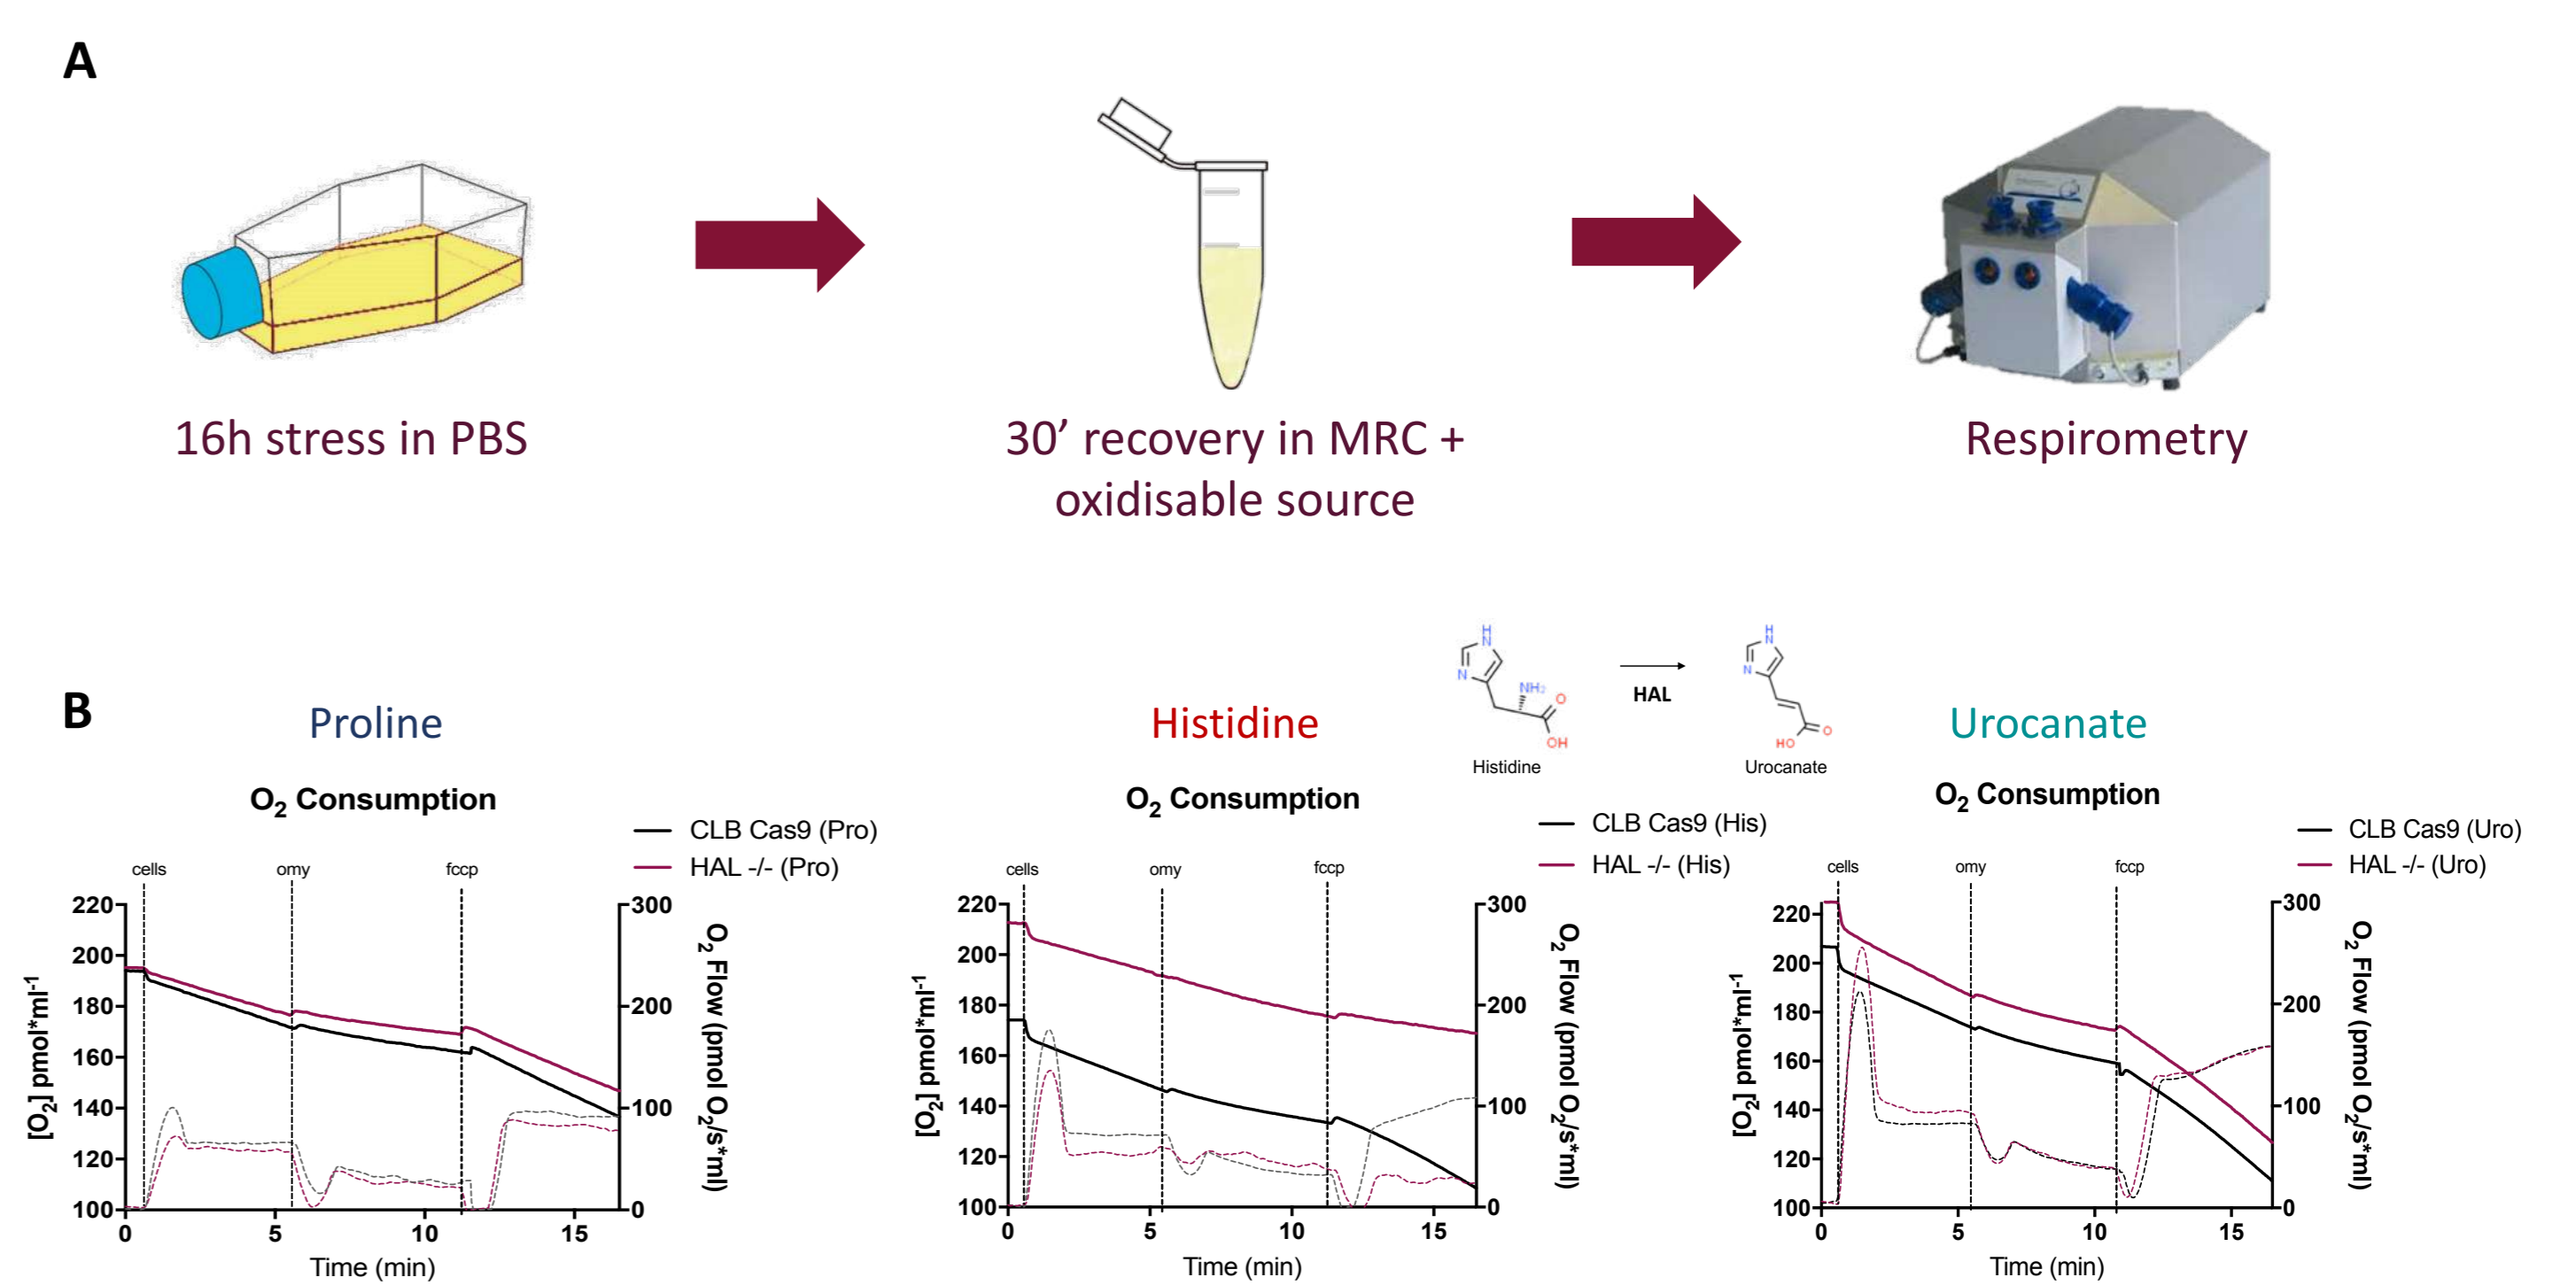 A
16h stress in PBS
30’ recovery in MRC +
oxidisable source
Respirometry
B
Proline
O2 Consumption
CLB Cas9 (Pro)
HAL -/- (Pro)
cells
omy
fccp
220
200
180
160
140
120
100
300
200
100
0
0
5
10
15
[O2] pmol*ml-1
O2 Flow (pmol O2/s*ml)
Time (min)
Histidine
O2 Consumption
H
N
N
NH2
O
OH
Histidine
HAL
H
N
N
O
HO
Urocanate
CLB Cas9 (His)
HAL -/- (His)
cells
omy
fccp
220
200
180
160
140
120
100
300
200
100
0
0
5
10
15
[O2] pmol*ml-1
O2 Flow (pmol O2/s*ml)
Time (min)
Urocanate
O2 Consumption
CLB Cas9 (Uro)
HAL -/- (Uro)
cells
omy
fccp
220
200
180
160
140
120
100
300
200
100
0
0
5
10
15
[O2] pmol*ml-1
O2 Flow (pmol O2/s*ml)
Time (min)